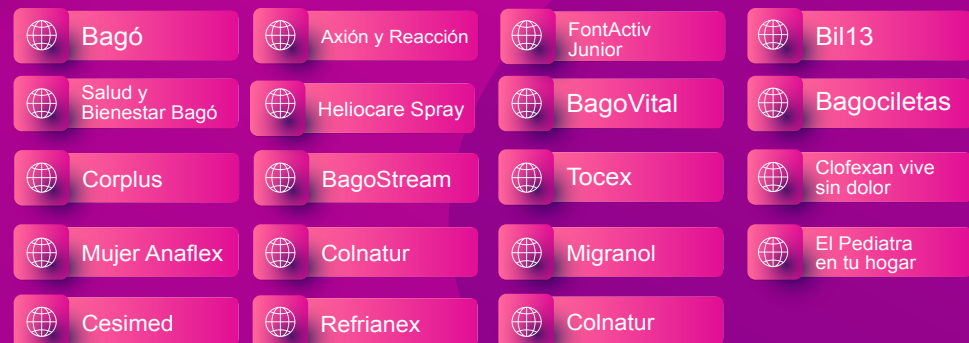 Bagó
Axión y Reacción
FontActiv
Junior
Bil13
Salud y
Bienestar Bagó
Heliocare Spray
BagoVital
Bagociletas
Corplus
BagoStream
Tocex
Clofexan vive
sin dolor
Mujer Anaflex
Colnatur
Migranol
El Pediatra
en tu hogar
Cesimed
Refrianex
Colnatur